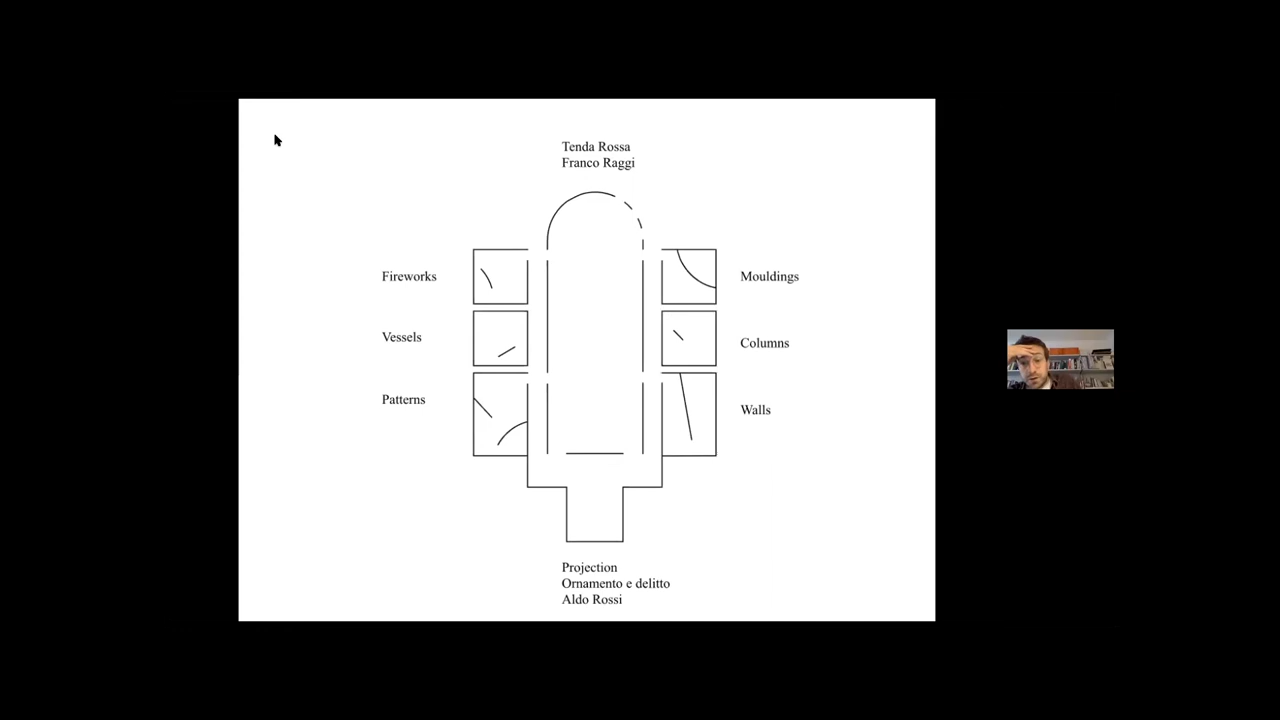 Tenda Rossa
Franco Raggi
Fireworks
Mouldings
Vessels
Columns
Patterns
Walls
Projection
Ornamento e delitto
Aldo Rossi